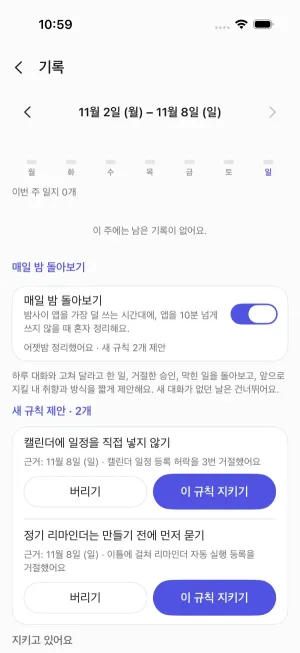 10:59
기록
11월 2일 (월) – 11월 8일 (일)
월 화 수 목 금 토 일
이번 주 일지 0개
이 주에는 남은 기록이 없어요.
매일 밤 돌아보기
매일 밤 돌아보기
밤사이 앱을 가장 덜 쓰는 시간대에, 앱을 10분 넘게
쓰지 않을 때 혼자 정리해요.
어젯밤 정리했어요 · 새 규칙 2개 제안
하루 대화와 고쳐 달라고 한 일, 거절한 승인, 막힌 일을 돌아보고, 앞으로
지킬 내 취향과 방식을 짧게 제안해요. 새 대화가 없던 날은 건너뛰어요.
새 규칙 제안 · 2개
캘린더에 일정을 직접 넣지 않기
근거: 11월 8일 (일) · 캘린더 일정 등록 허락을 3번 거절했어요
버리기
이 규칙 지키기
정기 리마인더는 만들기 전에 먼저 묻기
근거: 11월 8일 (일) · 이틀에 걸쳐 리마인더 자동 실행 등록을
거절했어요
버리기
이 규칙 지키기
지키고 있어요